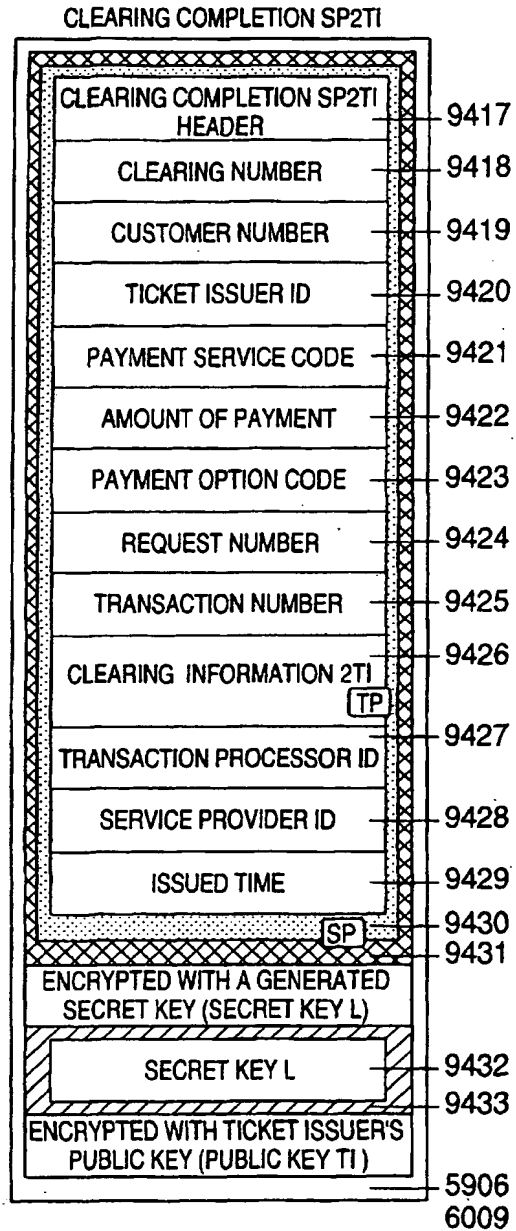 CLEARING COMPLETION SP2TI
CLEARING COMPLETION SP2TI
HEADER
9417
CLEARING NUMBER
9418
CUSTOMER NUMBER
9419
TICKET ISSUER ID
9420
PAYMENT SERVICE CODE
9421
AMOUNT OF PAYMENT
9422
PAYMENT OPTION CODE
9423
REQUEST NUMBER
9424
TRANSACTION NUMBER
9425
CLEARING INFORMATION 2TI
9426
TP
TRANSACTION PROCESSOR ID
9427
SERVICE PROVIDER ID
9428
ISSUED TIME
9429
SP
9430
9431
ENCRYPTED WITH A GENERATED
SECRET KEY (SECRET KEY L)
SECRET KEY L
9432
9433
ENCRYPTED WITH TICKET ISSUER'S
PUBLIC KEY (PUBLIC KEY TI )
5906
6009